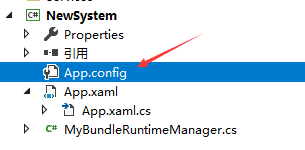 NewSystem
Properties
引用
App.config
App.xaml
App.xaml.cs
MyBundleRuntimeManager.cs